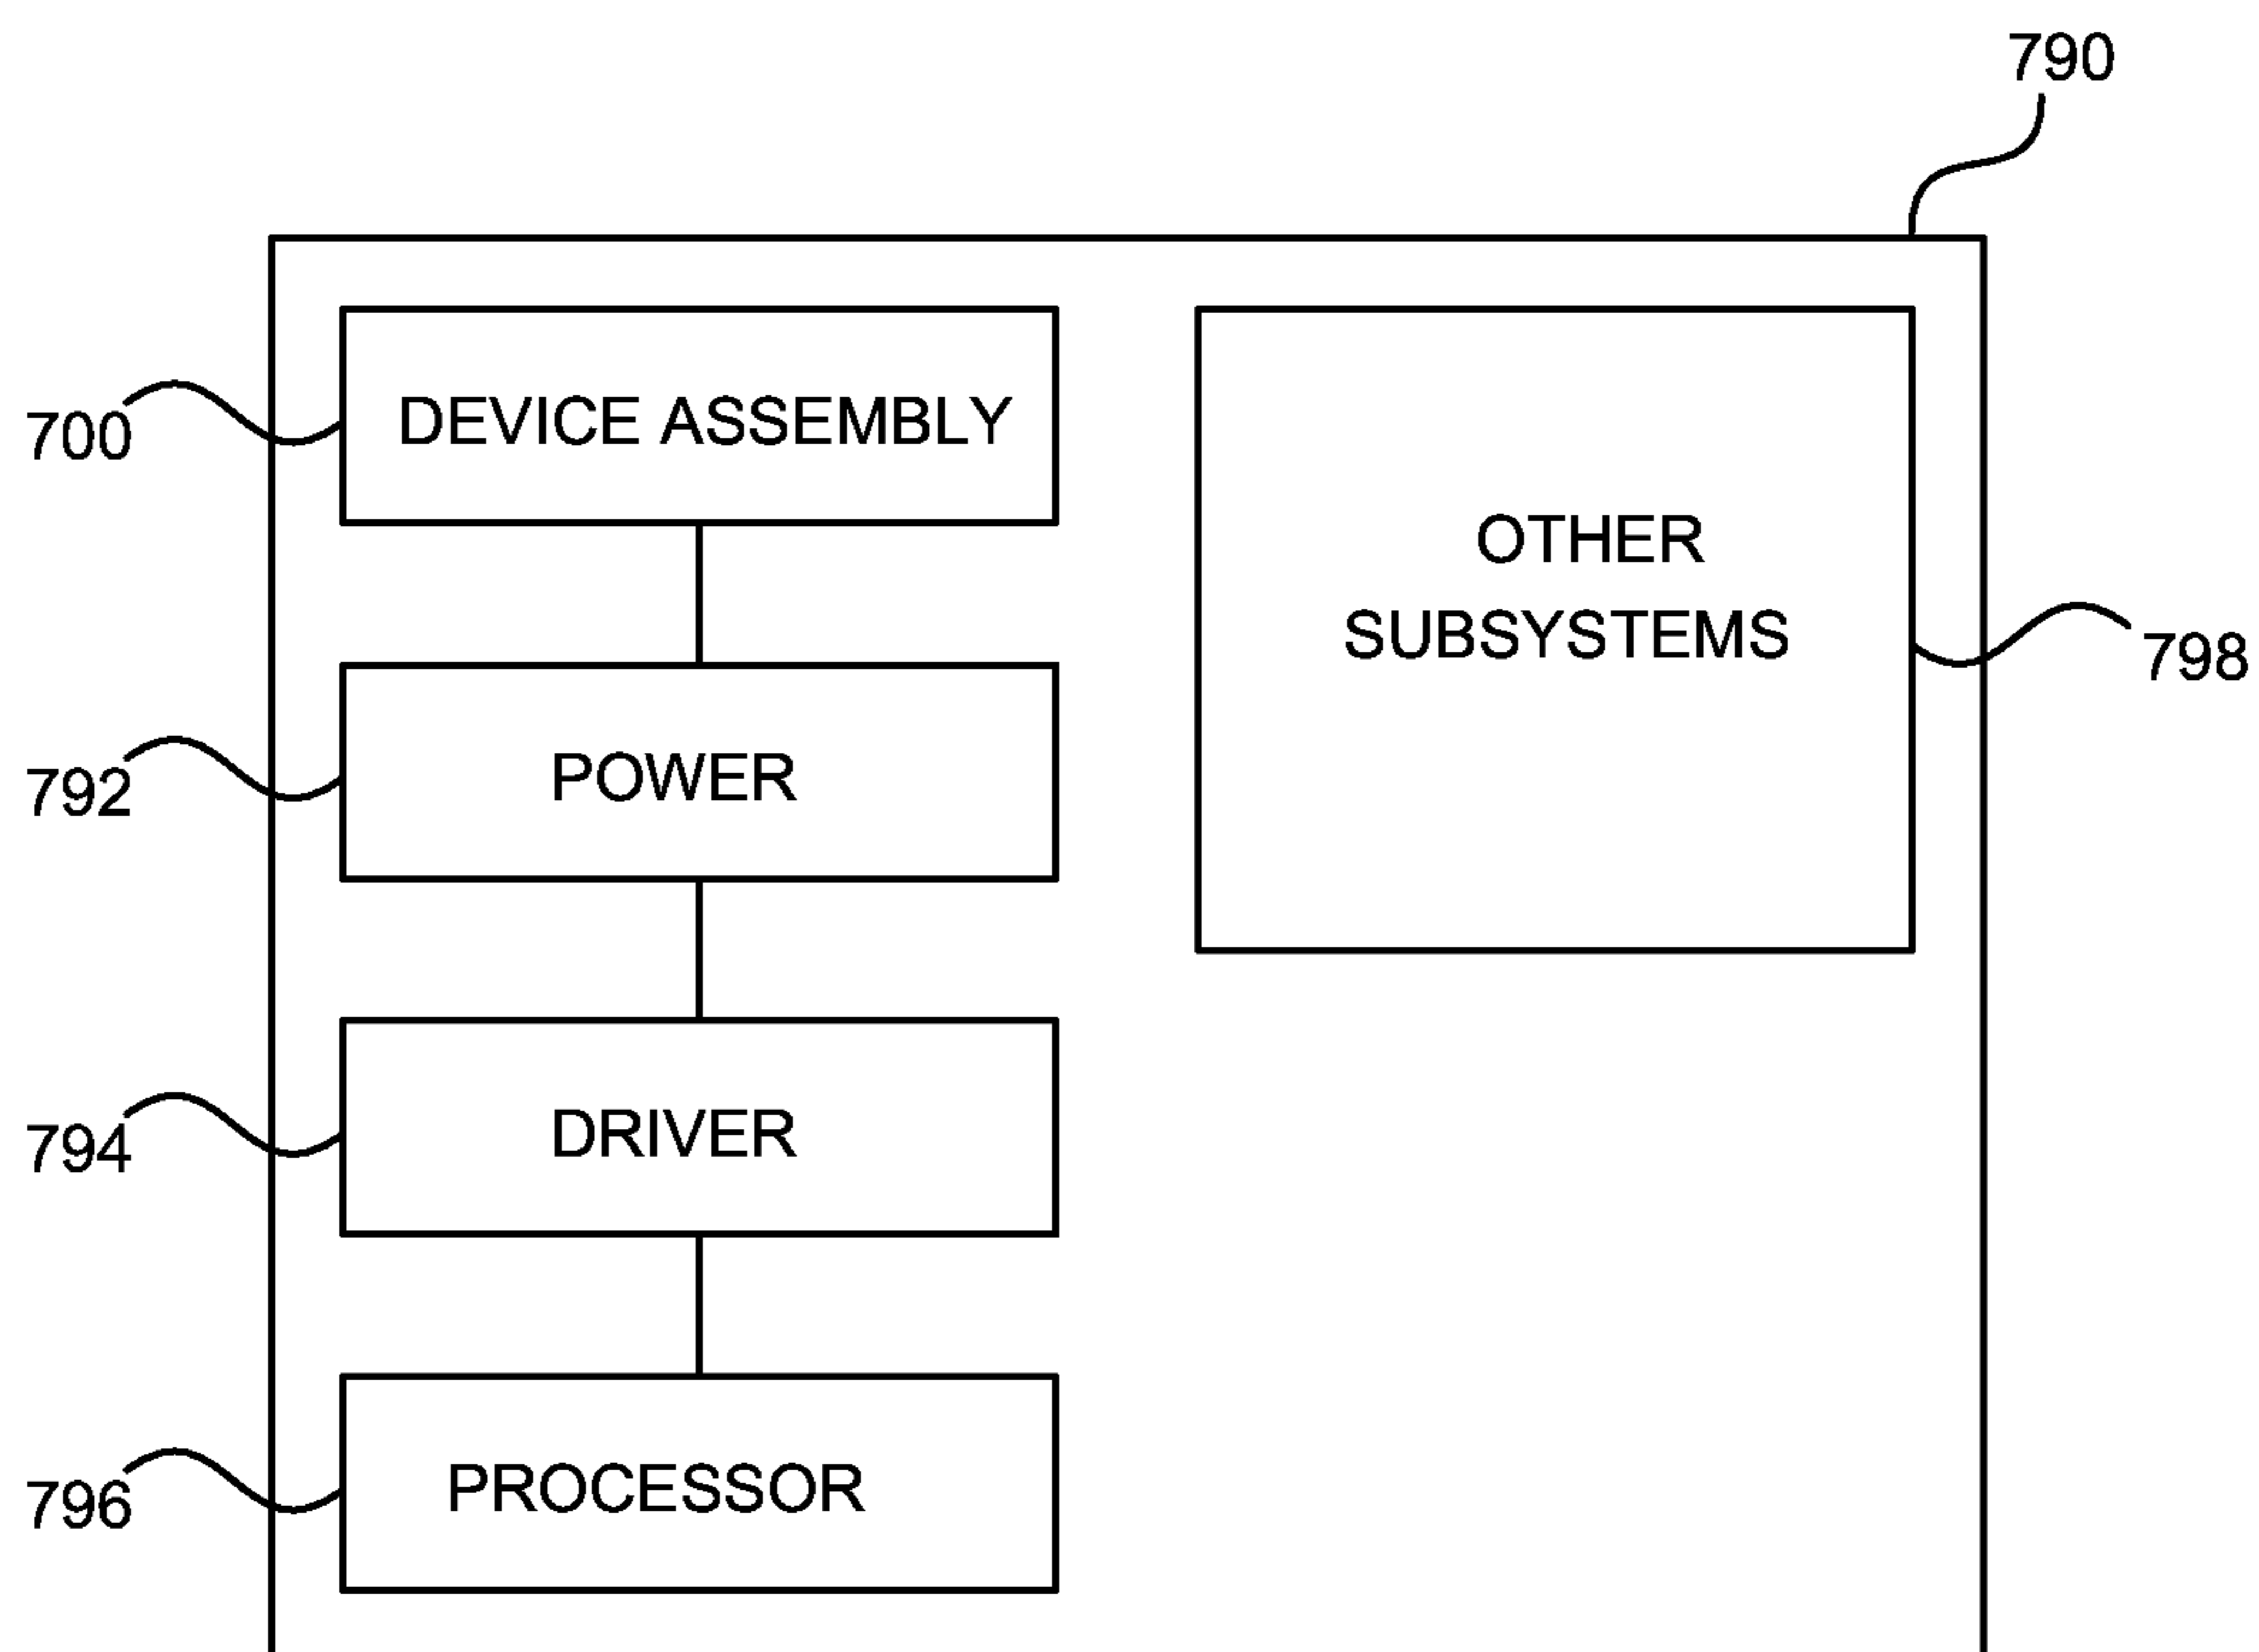 790
700
DEVICE ASSEMBLY
OTHER
SUBSYSTEMS
798
792
POWER
794
DRIVER
796
PROCESSOR